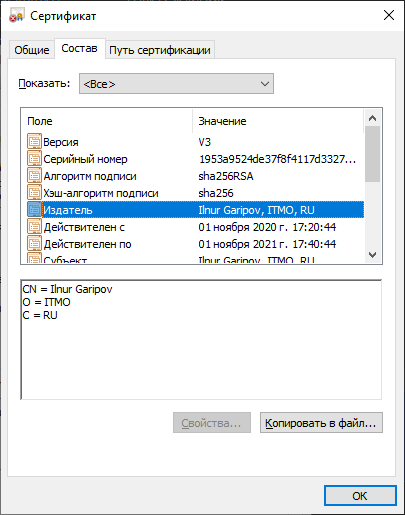 Сертификат
Общие Состав Путь сертификации
Показать: <Все>
Поле Значение
Версия V3
Серийный номер 1953a9524de37f8f4117d3327...
Алгоритм подписи sha256RSA
Хэш-алгоритм подписи sha256
Издатель Ilnur Garipov, ITMO, RU
Действителен с 01 ноября 2020 г. 17:20:44
Действителен по 01 ноября 2021 г. 17:40:44
Субъект Ilnur Garipov, ITMO, RU
CN = Ilnur Garipov
O = ITMO
C = RU
Свойства... Копировать в файл...
OK